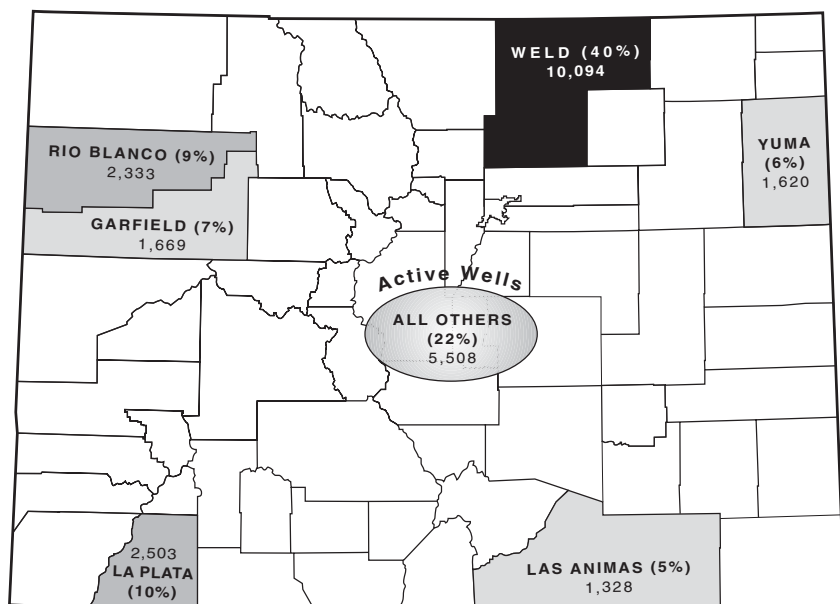 WELD (40%)
10,094
RIO BLANCO (9%)
2,333
YUMA
(6%)
1,620
GARFIELD (7%)
1,669
Active Wells
ALL OTHERS
(22%)
5,508
2,503
LA PLATA
(10%)
LAS ANIMAS (5%)
1,328